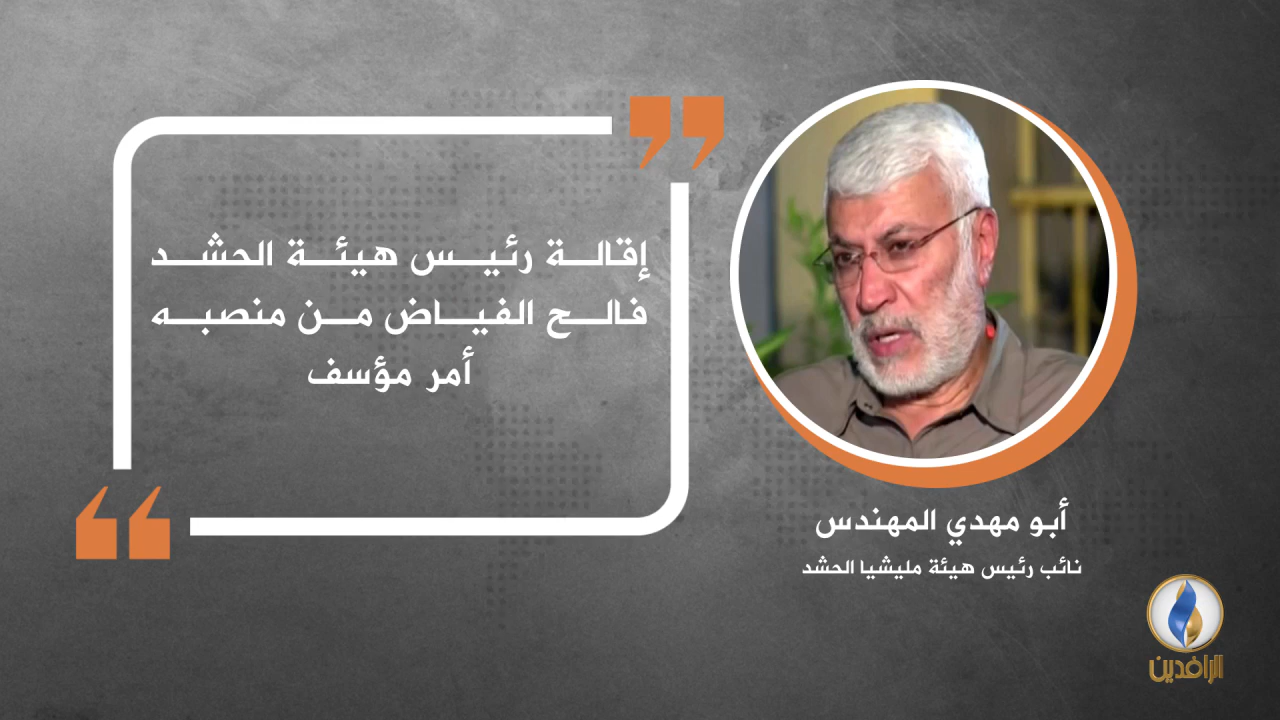 إقالة رئيس هيئة الحشد
فالح الفياض من منصبه
أمر مؤسف
أبو مهدي المهندس
نائب رئيس هيئة مليشيا الحشد
الرافدين